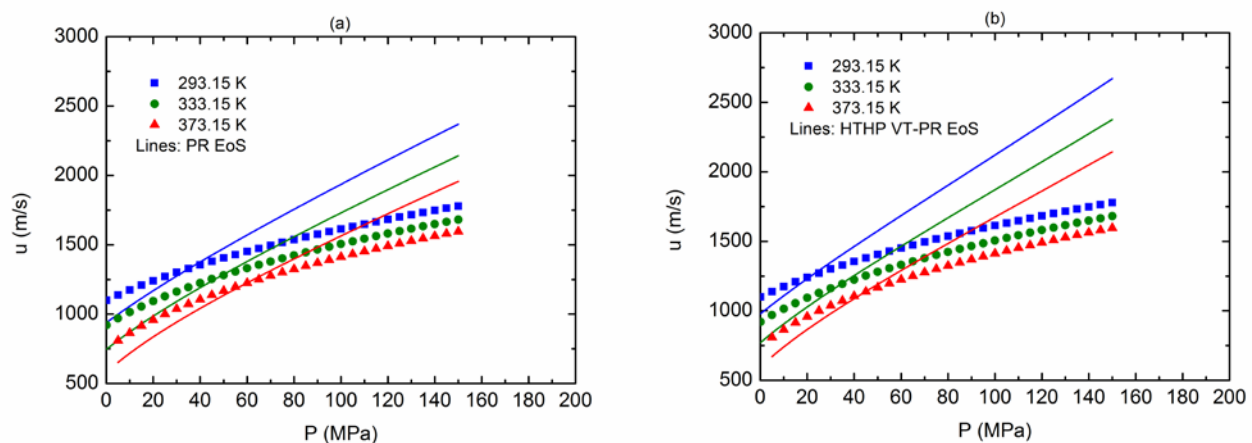 (a)
3000
2500
2000
1500
1000
500
u (m/s)
293.15 K
333.15 K
373.15 K
Lines: PR EoS
0 20 40 60 80 100 120 140 160 180 200
P (MPa)
(b)
3000
2500
2000
1500
1000
500
u (m/s)
293.15 K
333.15 K
373.15 K
Lines: HTHP VT-PR EoS
0 20 40 60 80 100 120 140 160 180 200
P (MPa)